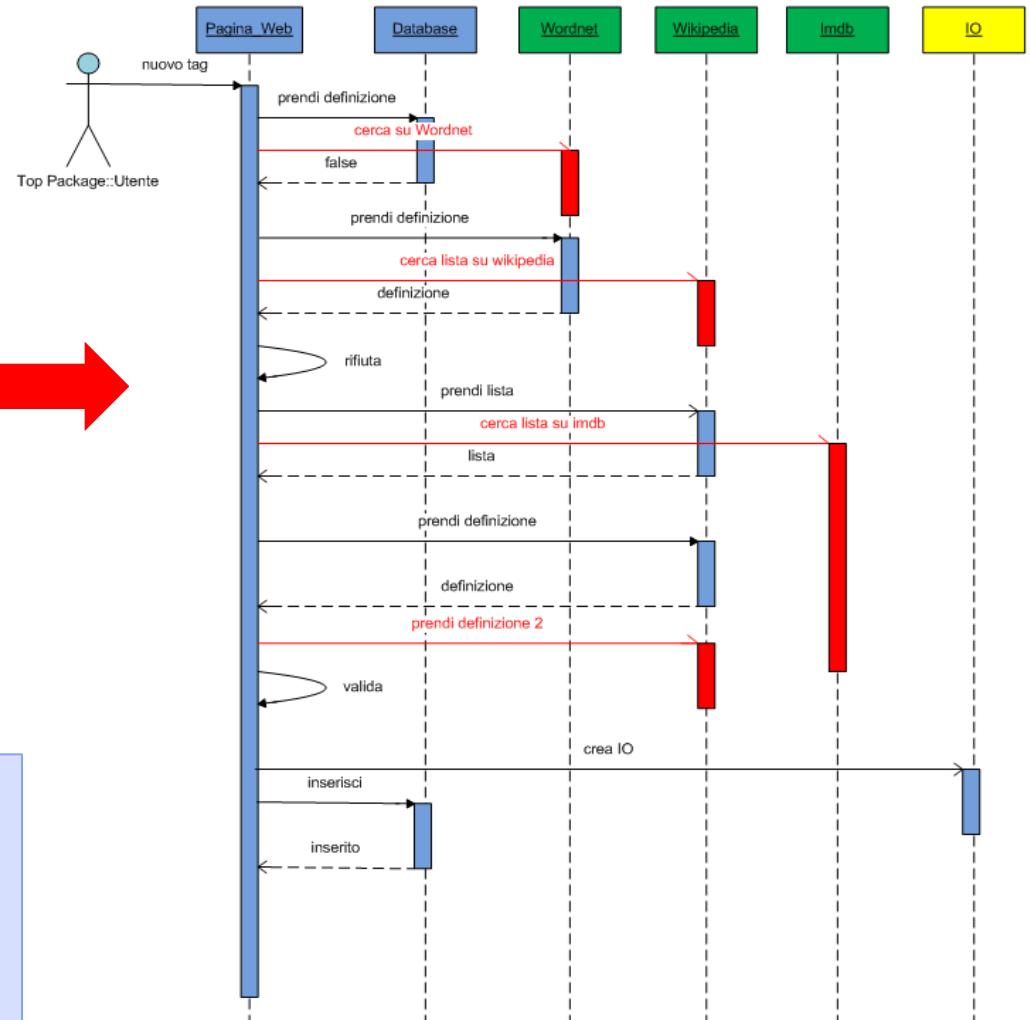 Pagina_Web
Database
Wordnet
Wikipedia
Imdb
IO
nuovo tag
prendi definizione
cerca su Wordnet
false
Top Package::Utente
prendi definizione
cerca lista su wikipedia
definizione
rifiuta
prendi lista
cerca lista su imdb
lista
prendi definizione
definizione
prendi definizione 2
valida
crea IO
inserisci
inserito